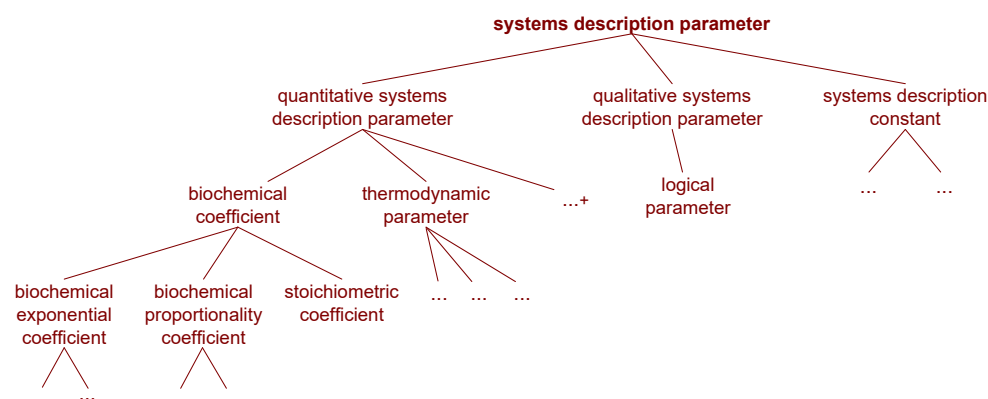 systems description parameter
quantitative systems
description parameter
qualitative systems
description parameter
systems description
constant
biochemical
coefficient
thermodynamic
parameter
...+
logical
parameter
...
...
biochemical
exponential
coefficient
biochemical
proportionality
coefficient
stoichiometric
coefficient
...
...
...
...